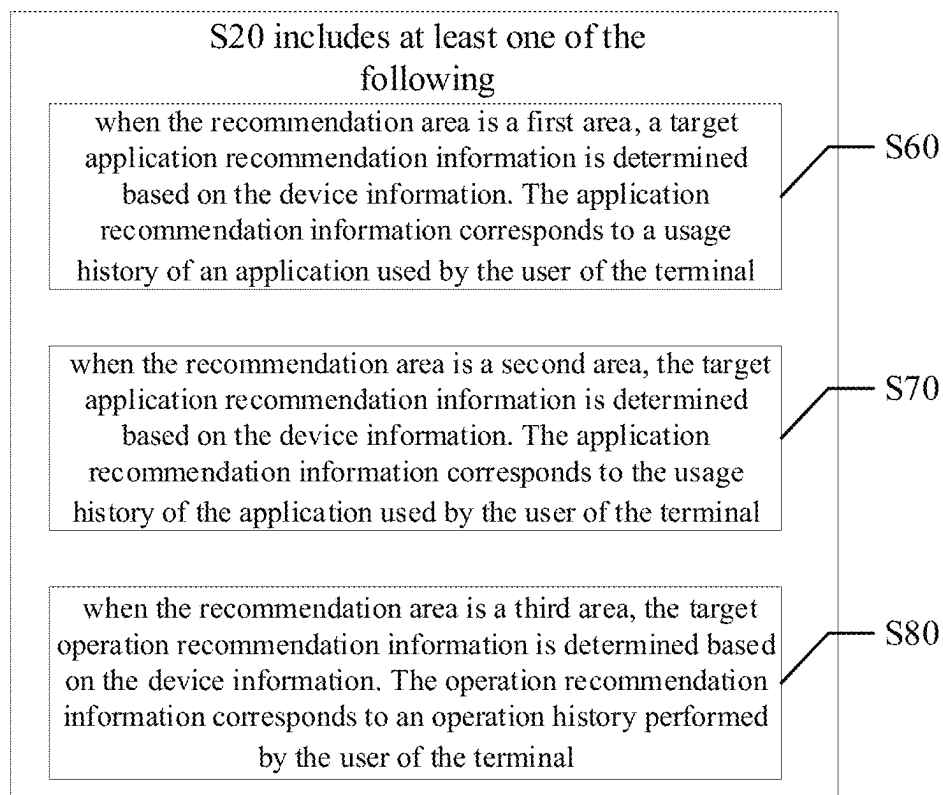 S20 includes at least one of the
following
when the recommendation area is a first area, a target
application recommendation information is determined
based on the device information. The application
recommendation information corresponds to a usage
history of an application used by the user of the terminal
S60
when the recommendation area is a second area, the target
application recommendation information is determined
based on the device information. The application
recommendation information corresponds to the usage
history of the application used by the user of the terminal
S70
when the recommendation area is a third area, the target
operation recommendation information is determined based
on the device information. The operation recommendation
information corresponds to an operation history performed
by the user of the terminal
S80